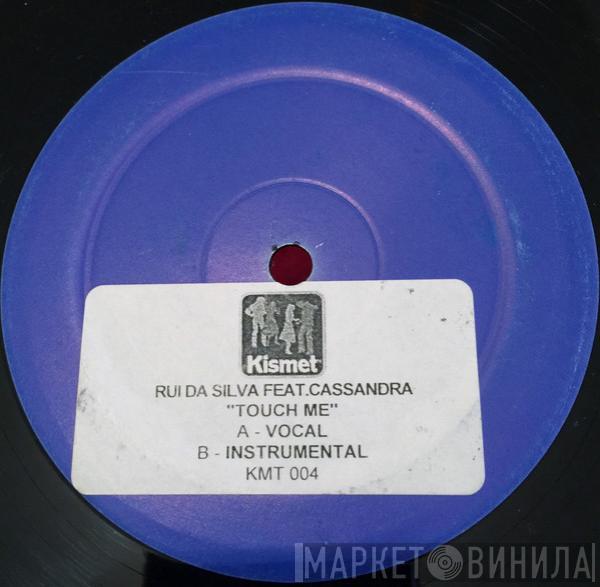 Kismet
RUI DA SILVA FEAT.CASSANDRA
"TOUCH ME"
A - VOCAL
B - INSTRUMENTAL
KMT 004
МАРКЕТ ВИНИЛА